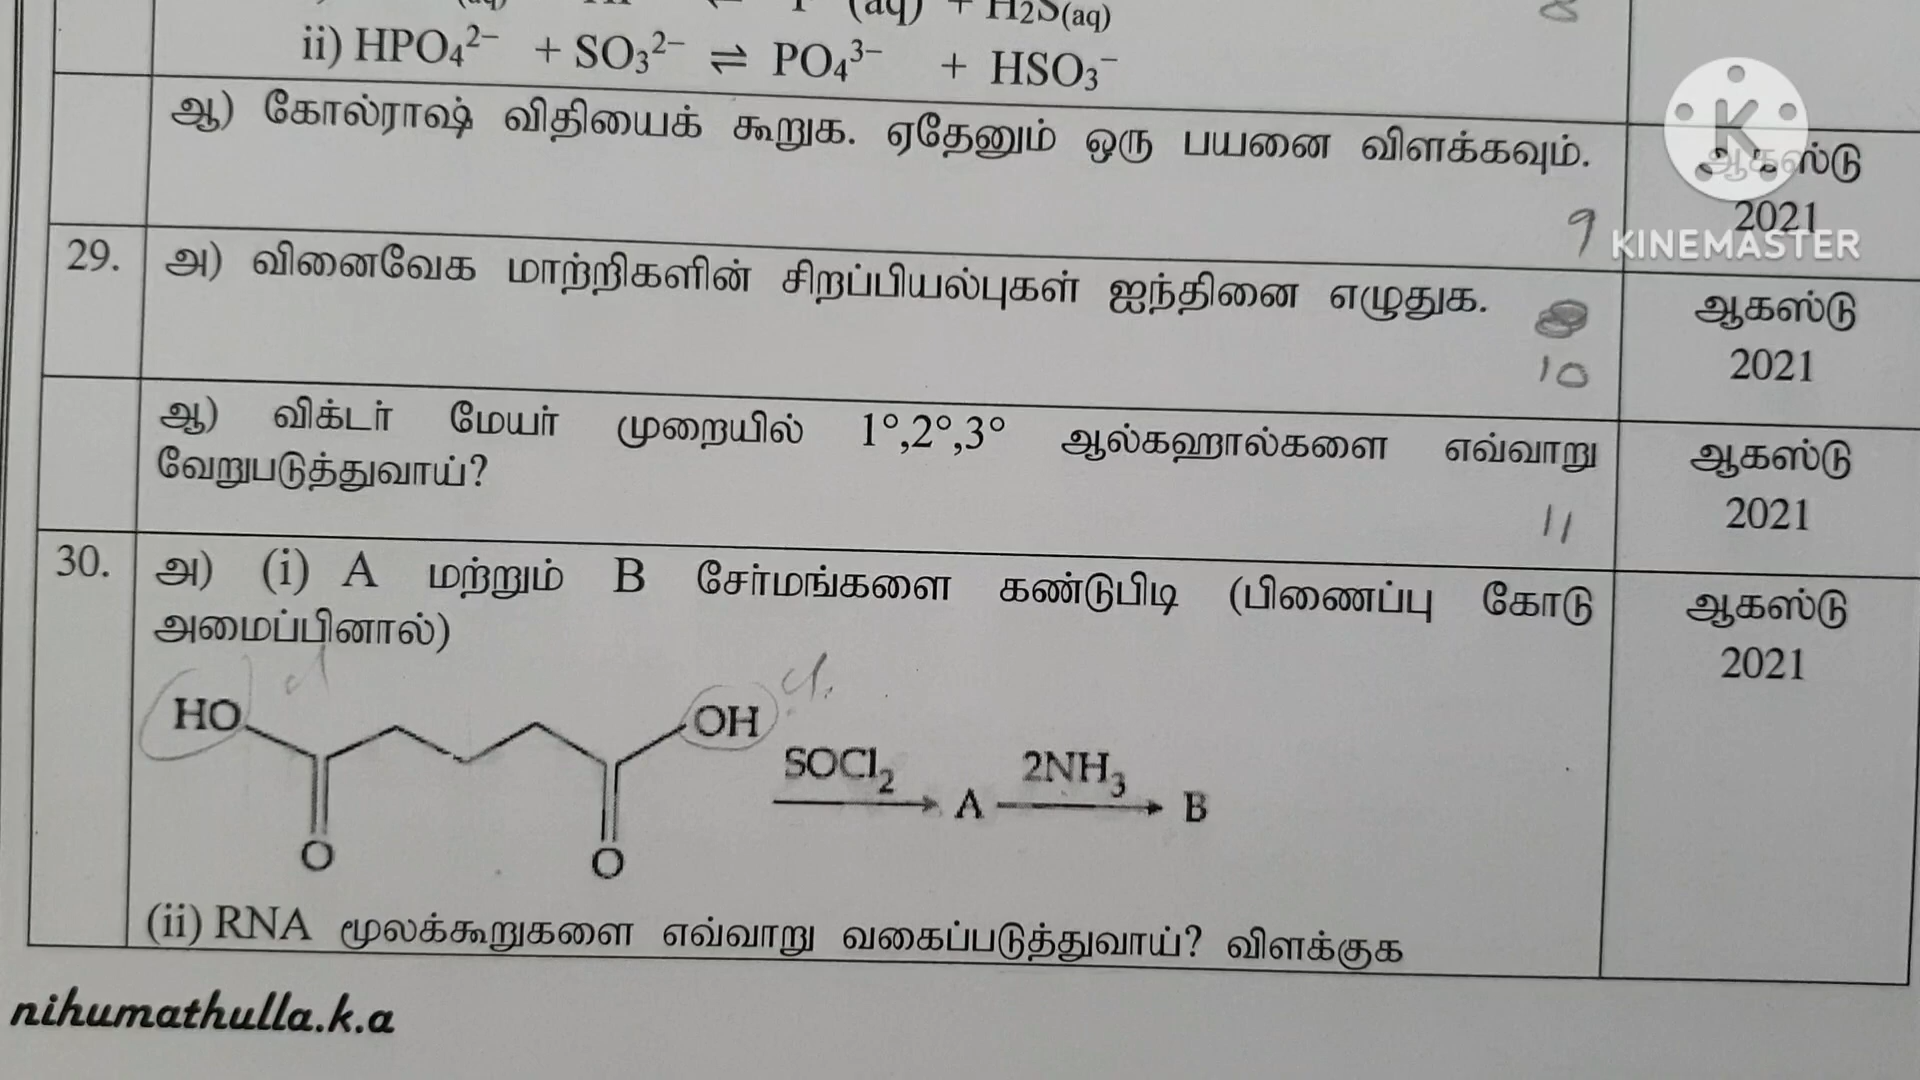 + H₂S(aq)
ii) HPO₄²⁻ + SO₃²⁻ ⇌ PO₄³⁻ + HSO₃⁻
ஆ) கோல்ராஷ் விதியைக் கூறுக. ஏதேனும் ஒரு பயனை விளக்கவும்.
9
ஆகஸ்டு
2021
K
KINEMASTER
29. அ) வினைவேக மாற்றிகளின் சிறப்பியல்புகள் ஐந்தினை எழுதுக.
10
ஆகஸ்டு
2021
ஆ) விக்டர் மேயர் முறையில் 1°,2°,3° ஆல்கஹால்களை எவ்வாறு
வேறுபடுத்துவாய்?
11
ஆகஸ்டு
2021
30. அ) (i) A மற்றும் B சேர்மங்களை கண்டுபிடி (பிணைப்பு கோடு
அமைப்பினால்)
ஆகஸ்டு
2021
cl.
HO OH
SOCl₂ 2NH₃
A B
O O
(ii) RNA மூலக்கூறுகளை எவ்வாறு வகைப்படுத்துவாய்? விளக்குக
nihumathulla.k.a